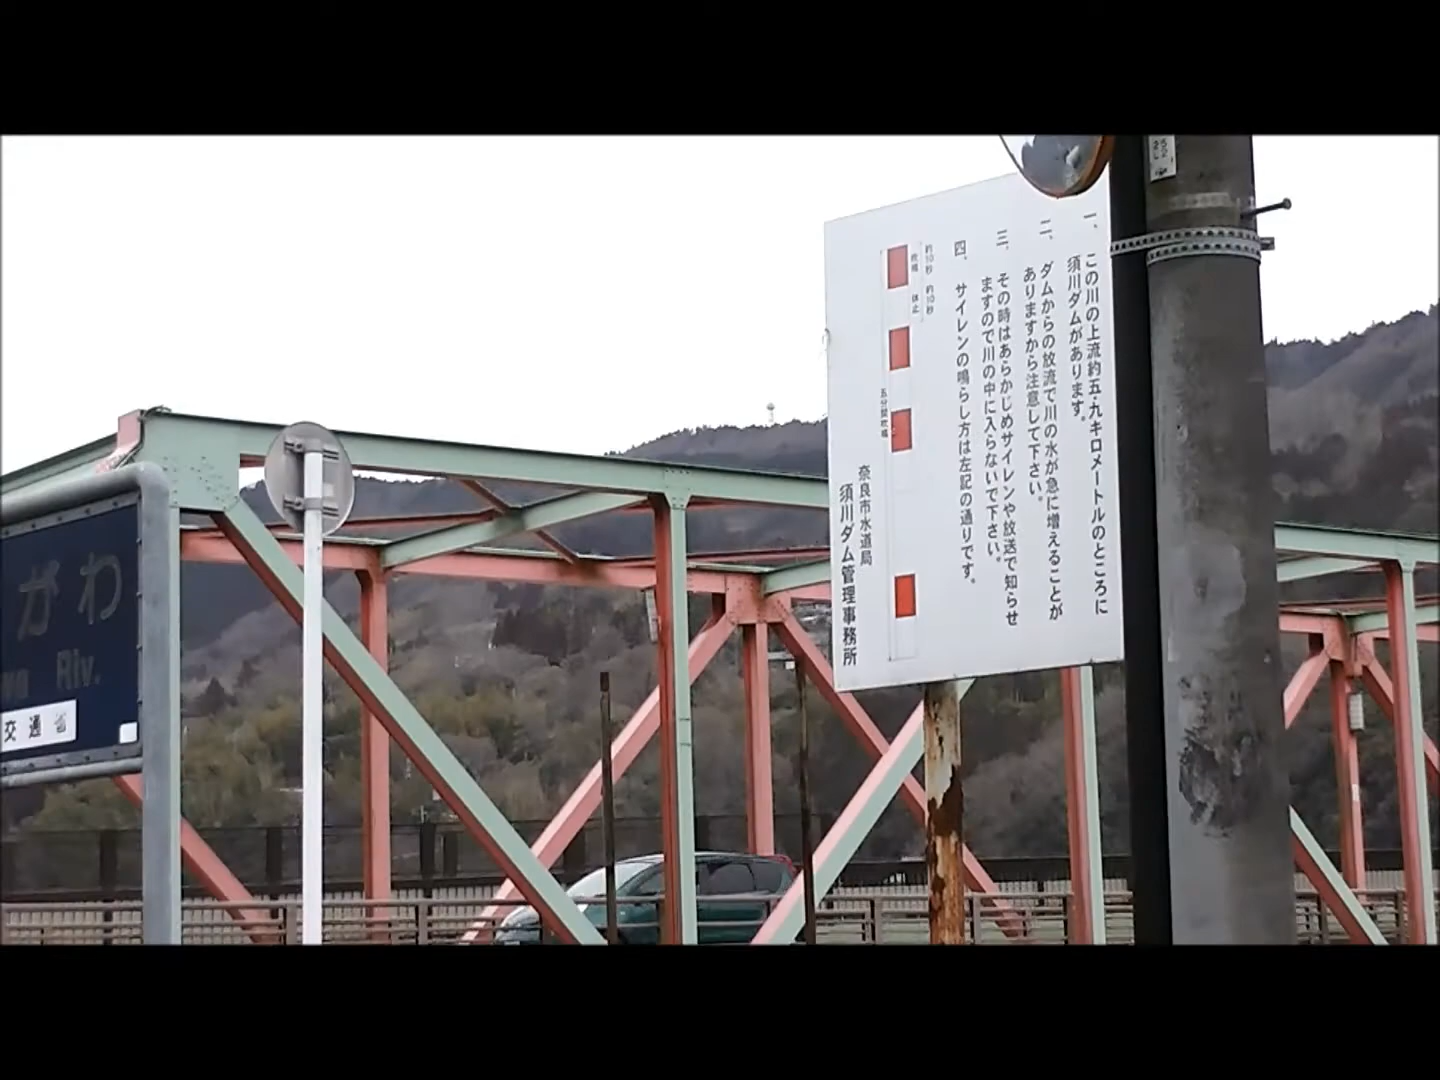 一、この川の上流約五・九キロメートルのところに
須川ダムがあります。
二、ダムからの放流で川の水が急に増えることが
ありますから注意して下さい。
三、その時はあらかじめサイレンや放送で知らせ
ますので川の中に入らないで下さい。
四、サイレンの鳴らし方は左記の通りです。
約10秒 約10秒
吹鳴 休止
五分間吹鳴
奈良市水道局
須川ダム管理事務所
がわ
Riv.
交通